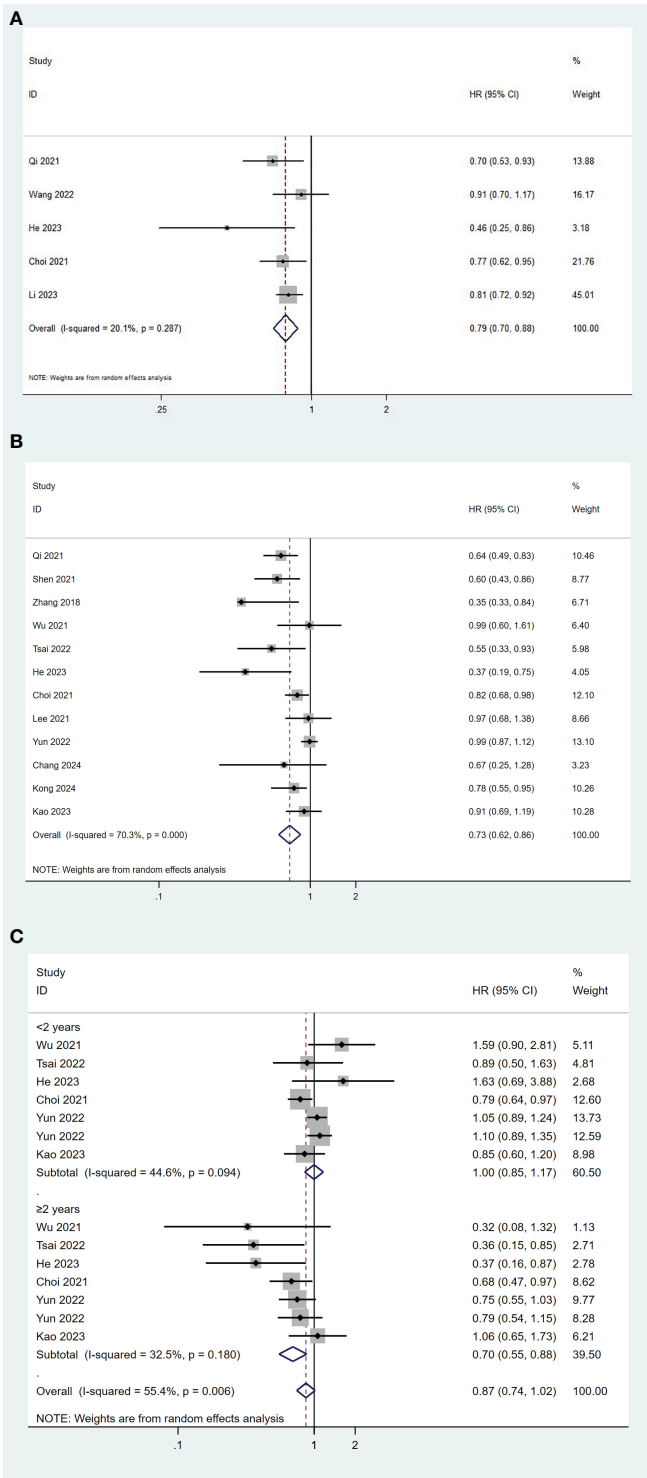 A
Study %
ID HR (95% CI) Weight
Qi 2021 0.70 (0.53, 0.93) 13.88
Wang 2022 0.91 (0.70, 1.17) 16.17
He 2023 0.46 (0.25, 0.86) 3.18
Choi 2021 0.77 (0.62, 0.95) 21.76
Li 2023 0.81 (0.72, 0.92) 45.01
Overall (I-squared = 20.1%, p = 0.287) 0.79 (0.70, 0.88) 100.00
NOTE: Weights are from random effects analysis
.25 1 2
B
Study %
ID HR (95% CI) Weight
Qi 2021 0.64 (0.49, 0.83) 10.46
Shen 2021 0.60 (0.43, 0.86) 8.77
Zhang 2018 0.35 (0.33, 0.84) 6.71
Wu 2021 0.99 (0.60, 1.61) 6.40
Tsai 2022 0.55 (0.33, 0.93) 5.98
He 2023 0.37 (0.19, 0.75) 4.05
Choi 2021 0.82 (0.68, 0.98) 12.10
Lee 2021 0.97 (0.68, 1.38) 8.66
Yun 2022 0.99 (0.87, 1.12) 13.10
Chang 2024 0.67 (0.25, 1.28) 3.23
Kong 2024 0.78 (0.55, 0.95) 10.26
Kao 2023 0.91 (0.69, 1.19) 10.28
Overall (I-squared = 70.3%, p = 0.000) 0.73 (0.62, 0.86) 100.00
NOTE: Weights are from random effects analysis
.1 1 2
C
Study %
ID HR (95% CI) Weight
<2 years
Wu 2021 1.59 (0.90, 2.81) 5.11
Tsai 2022 0.89 (0.50, 1.63) 4.81
He 2023 1.63 (0.69, 3.88) 2.68
Choi 2021 0.79 (0.64, 0.97) 12.60
Yun 2022 1.05 (0.89, 1.24) 13.73
Yun 2022 1.10 (0.89, 1.35) 12.59
Kao 2023 0.85 (0.60, 1.20) 8.98
Subtotal (I-squared = 44.6%, p = 0.094) 1.00 (0.85, 1.17) 60.50
.
≥2 years
Wu 2021 0.32 (0.08, 1.32) 1.13
Tsai 2022 0.36 (0.15, 0.85) 2.71
He 2023 0.37 (0.16, 0.87) 2.78
Choi 2021 0.68 (0.47, 0.97) 8.62
Yun 2022 0.75 (0.55, 1.03) 9.77
Yun 2022 0.79 (0.54, 1.15) 8.28
Kao 2023 1.06 (0.65, 1.73) 6.21
Subtotal (I-squared = 32.5%, p = 0.180) 0.70 (0.55, 0.88) 39.50
.
Overall (I-squared = 55.4%, p = 0.006) 0.87 (0.74, 1.02) 100.00
NOTE: Weights are from random effects analysis
.1 1 2